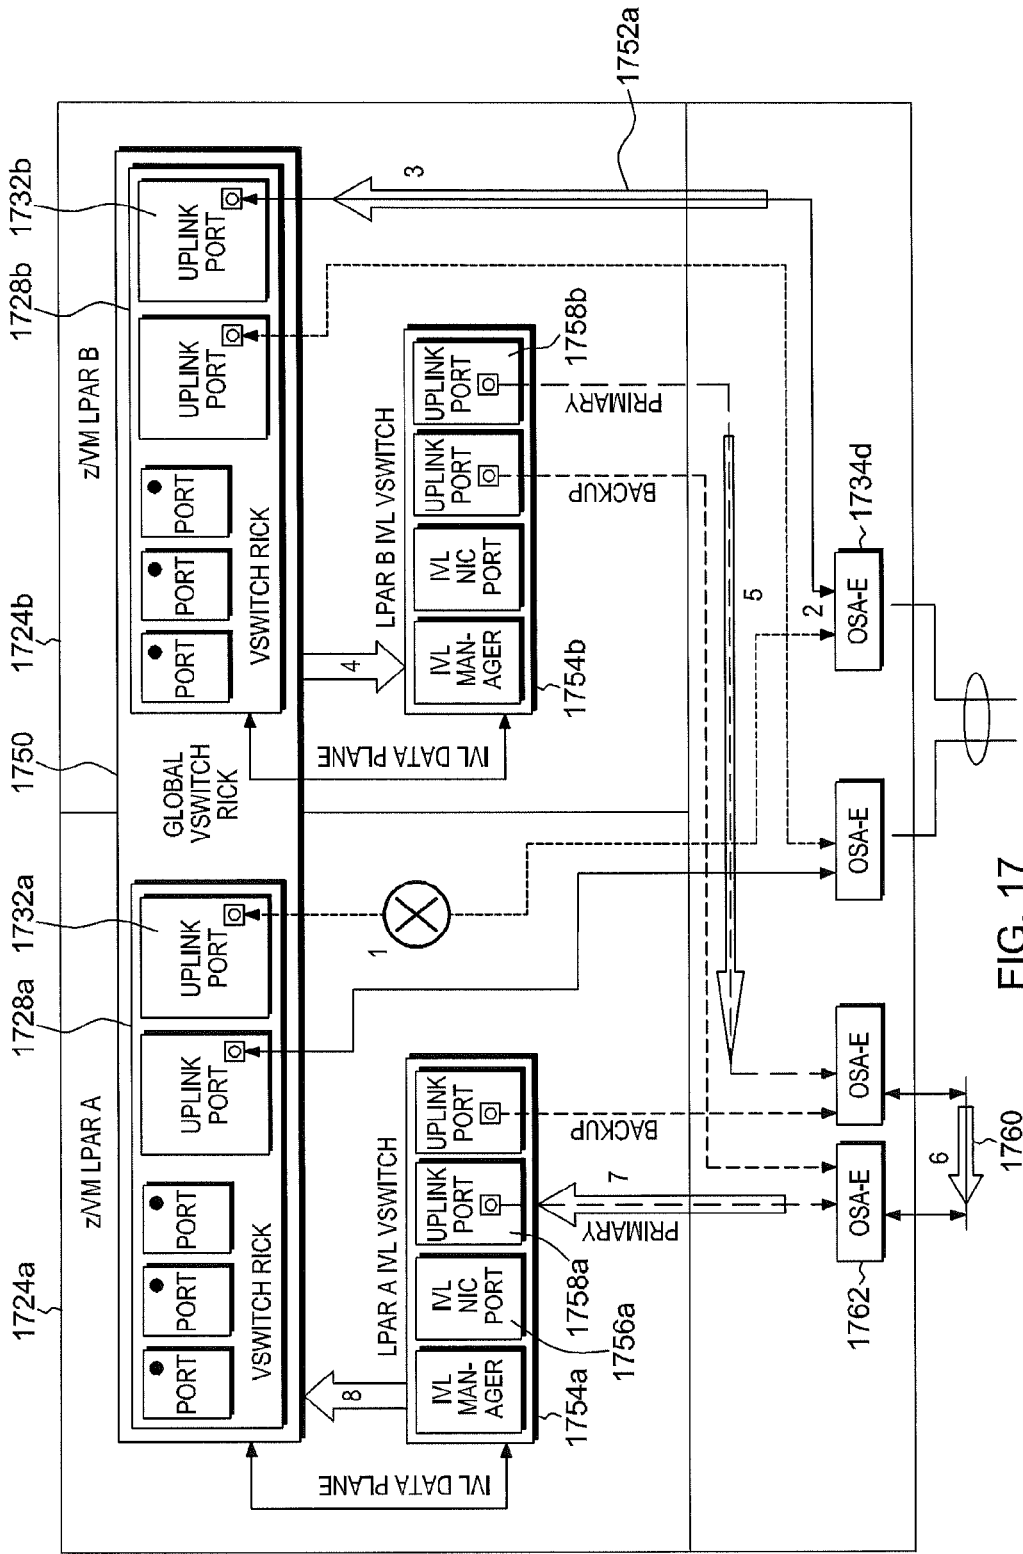 1724a
1728a
1732a
1750
1724b
1728b
1732b
z/VM LPAR A
z/VM LPAR B
PORT
PORT
PORT
UPLINK
PORT
UPLINK
PORT
VSWITCH RICK
GLOBAL
VSWITCH
RICK
PORT
PORT
PORT
UPLINK
PORT
UPLINK
PORT
VSWITCH RICK
8
1
4
3
1752a
IVL DATA PLANE
LPAR A IVL VSWITCH
IVL
MAN-
AGER
IVL
NIC
PORT
UPLINK
PORT
UPLINK
PORT
1754a
1756a
1758a
IVL DATA PLANE
LPAR B IVL VSWITCH
IVL
MAN-
AGER
IVL
NIC
PORT
UPLINK
PORT
UPLINK
PORT
1754b
1758b
PRIMARY
7
BACKUP
BACKUP
PRIMARY
5
2
1762
OSA-E
OSA-E
OSA-E
OSA-E
1734d
6
1760
FIG. 17